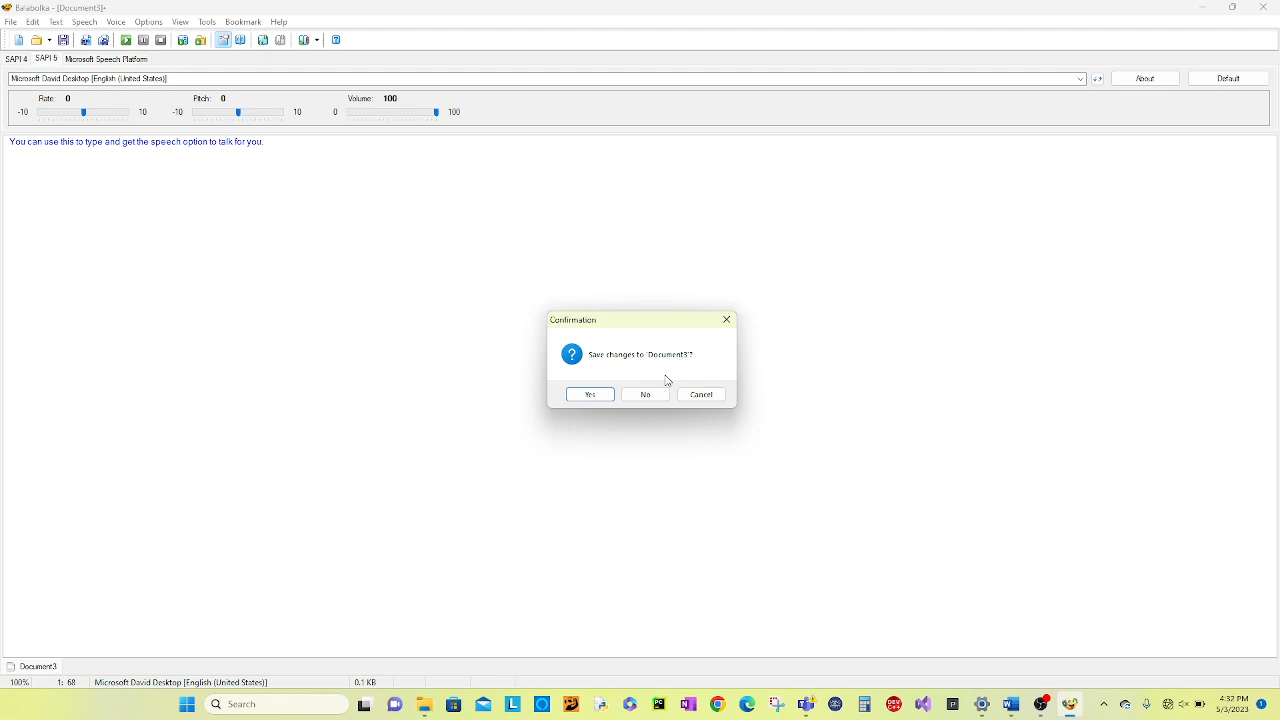 Balabolka - [Document3]*
File Edit Text Speech Voice Options View Tools Bookmark Help
SAPI 4 SAPI 5 Microsoft Speech Platform
Microsoft David Desktop [English (United States)] About Default
Rate: 0 Pitch: 0 Volume: 100
-10 10 -10 10 0 100
You can use this to type and get the speech option to talk for you.
Confirmation
Save changes to 'Document3'?
Yes No Cancel
Document3
100% 1: 68 Microsoft David Desktop [English (United States)] 0.1 KB
Search
4:32 PM
5/3/2023